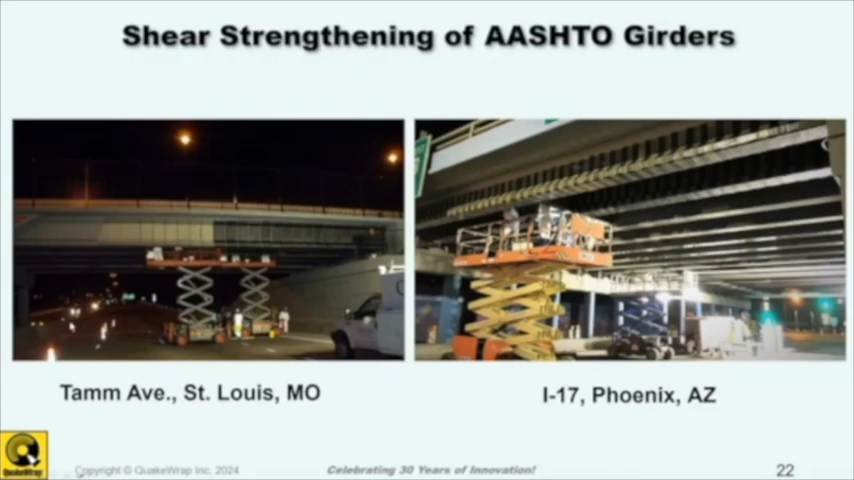 Shear Strengthening of AASHTO Girders
Tamm Ave., St. Louis, MO
I-17, Phoenix, AZ
QuakeWrap
Copyright © QuakeWrap Inc. 2024
Celebrating 30 Years of Innovation!
22